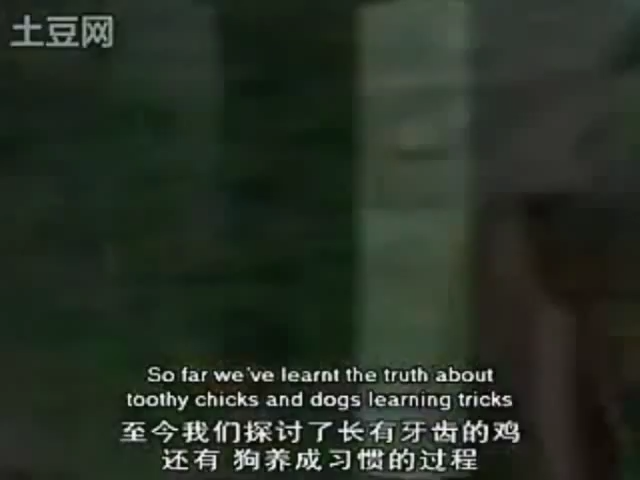 土豆网
So far we've learnt the truth about
toothy chicks and dogs learning tricks
至今我们探讨了长有牙齿的鸡
还有 狗养成习惯的过程